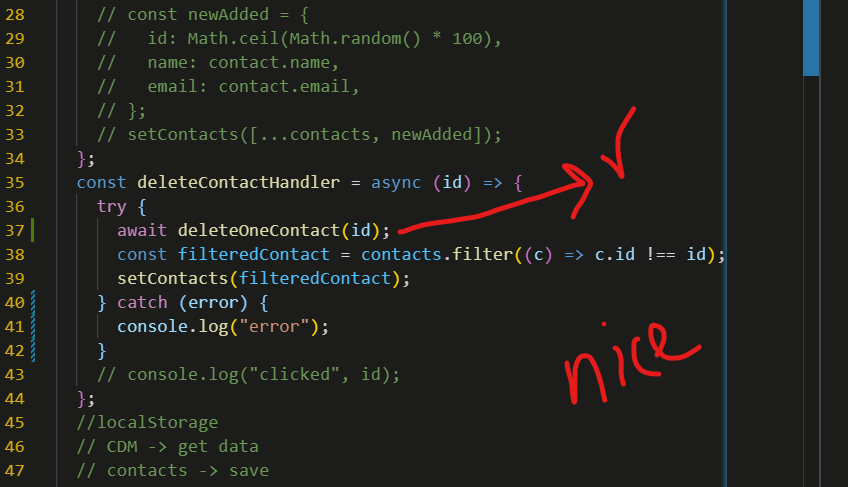 28 // const newAdded = {
29 //   id: Math.ceil(Math.random() * 100),
30 //   name: contact.name,
31 //   email: contact.email,
32 // };
33 // setContacts([...contacts, newAdded]);
34 };
35 const deleteContactHandler = async (id) => {
36 try {
37 await deleteOneContact(id);
38 const filteredContact = contacts.filter((c) => c.id !== id);
39 setContacts(filteredContact);
40 } catch (error) {
41 console.log("error");
42 }
43 // console.log("clicked", id);
44 };
45 //localStorage
46 // CDM -> get data
47 // contacts -> save
nice